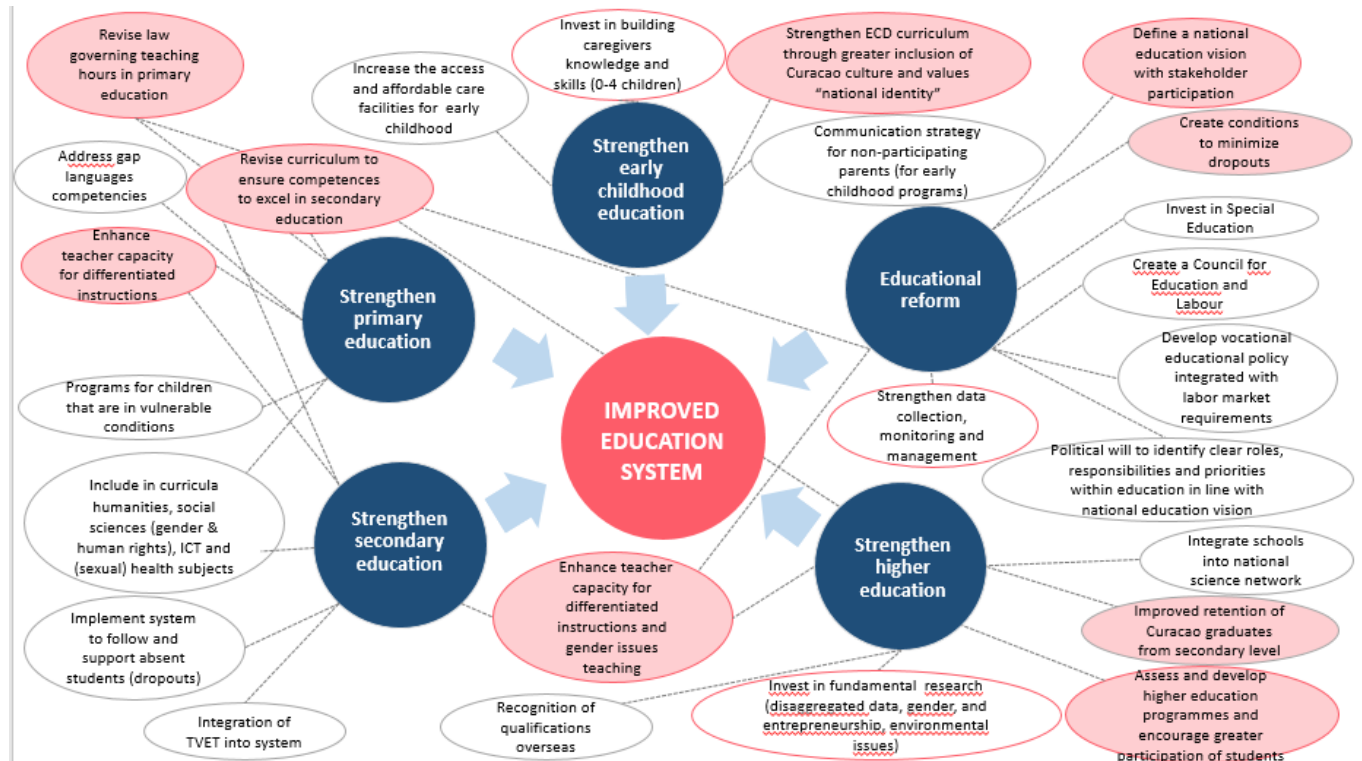 Revise law
governing teaching
hours in primary
education
Increase the access
and affordable care
facilities for early
childhood
Invest in building
caregivers
knowledge and
skills (0-4 children)
Strengthen ECD curriculum
through greater inclusion of
Curacao culture and values
“national identity”
Define a national
education vision
with stakeholder
participation
Address gap
languages
competencies
Revise curriculum to
ensure competences
to excel in secondary
education
Strengthen
early
childhood
education
Communication strategy
for non-participating
parents (for early
childhood programs)
Create conditions
to minimize
dropouts
Enhance
teacher capacity
for differentiated
instructions
Strengthen
primary
education
Educational
reform
Invest in Special
Education
Create a Council for
Education and
Labour
Develop vocational
educational policy
integrated with
labor market
requirements
Programs for children
that are in vulnerable
conditions
IMPROVED
EDUCATION
SYSTEM
Strengthen data
collection,
monitoring and
management
Political will to identify clear roles,
responsibilities and priorities
within education in line with
national education vision
Include in curricula
humanities, social
sciences (gender &
human rights), ICT and
(sexual) health subjects
Strengthen
secondary
education
Strengthen
higher
education
Integrate schools
into national
science network
Implement system
to follow and
support absent
students (dropouts)
Enhance teacher
capacity for
differentiated
instructions and
gender issues
teaching
Improved retention of
Curacao graduates
from secondary level
Integration of
TVET into system
Recognition of
qualifications
overseas
Invest in fundamental research
(disaggregated data, gender, and
entrepreneurship, environmental
issues)
Assess and develop
higher education
programmes and
encourage greater
participation of students